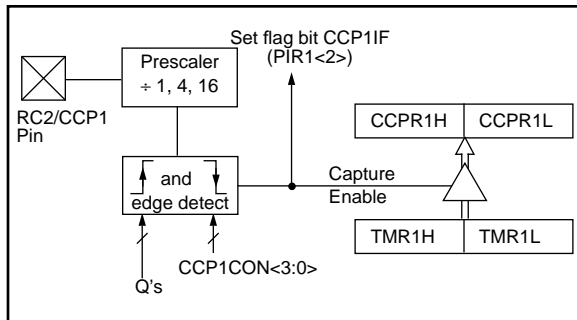 Set flag bit CCP1IF
(PIR1<2>)
Prescaler
÷ 1, 4, 16
RC2/CCP1
Pin
CCPR1H
CCPR1L
and
edge detect
Capture
Enable
TMR1H
TMR1L
CCP1CON<3:0>
Q's